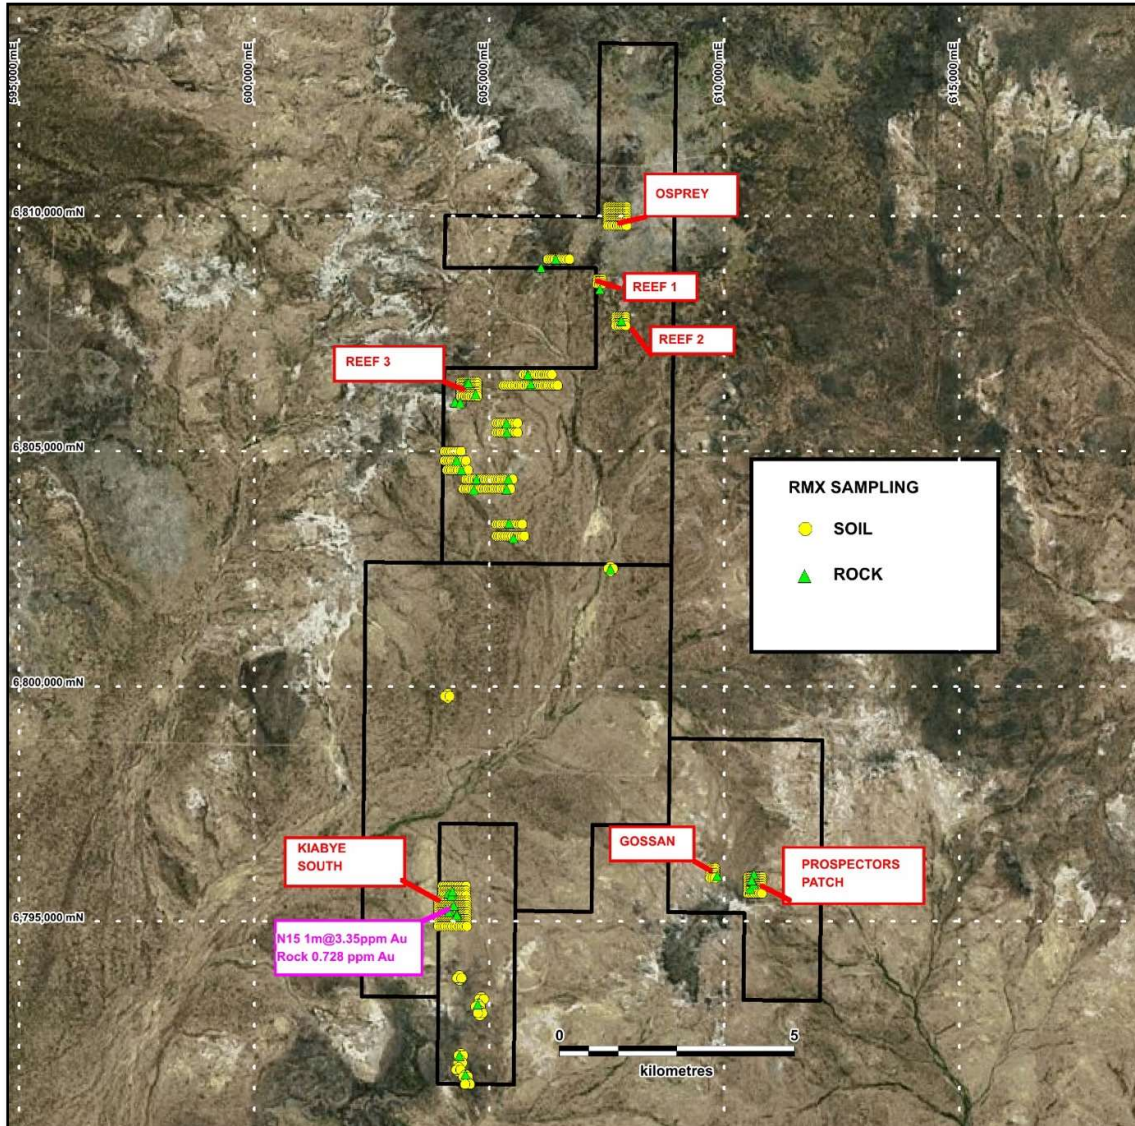 595,000 mE
600,000 mE
605,000 mE
610,000 mE
615,000 mE
OSPREY
6,810,000 mN
REEF 1
REEF 2
REEF 3
6,805,000 mN
RMX SAMPLING
SOIL
ROCK
6,800,000 mN
KIABYE
SOUTH
GOSSAN
PROSPECTORS
PATCH
6,795,000 mN
N15 1m@3.35ppm Au
Rock 0.728 ppm Au
0
5
kilometres